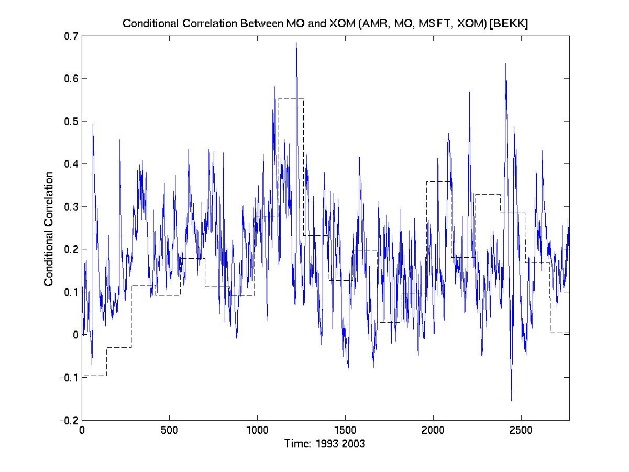 Conditional Correlation Between MO and XOM (AMR, MO, MSFT, XOM) [BEKK]
0.7
0.6
0.5
0.4
0.3
0.2
0.1
0
-0.1
-0.2
Conditional Correlation
0 500 1000 1500 2000 2500
Time: 1993 2003